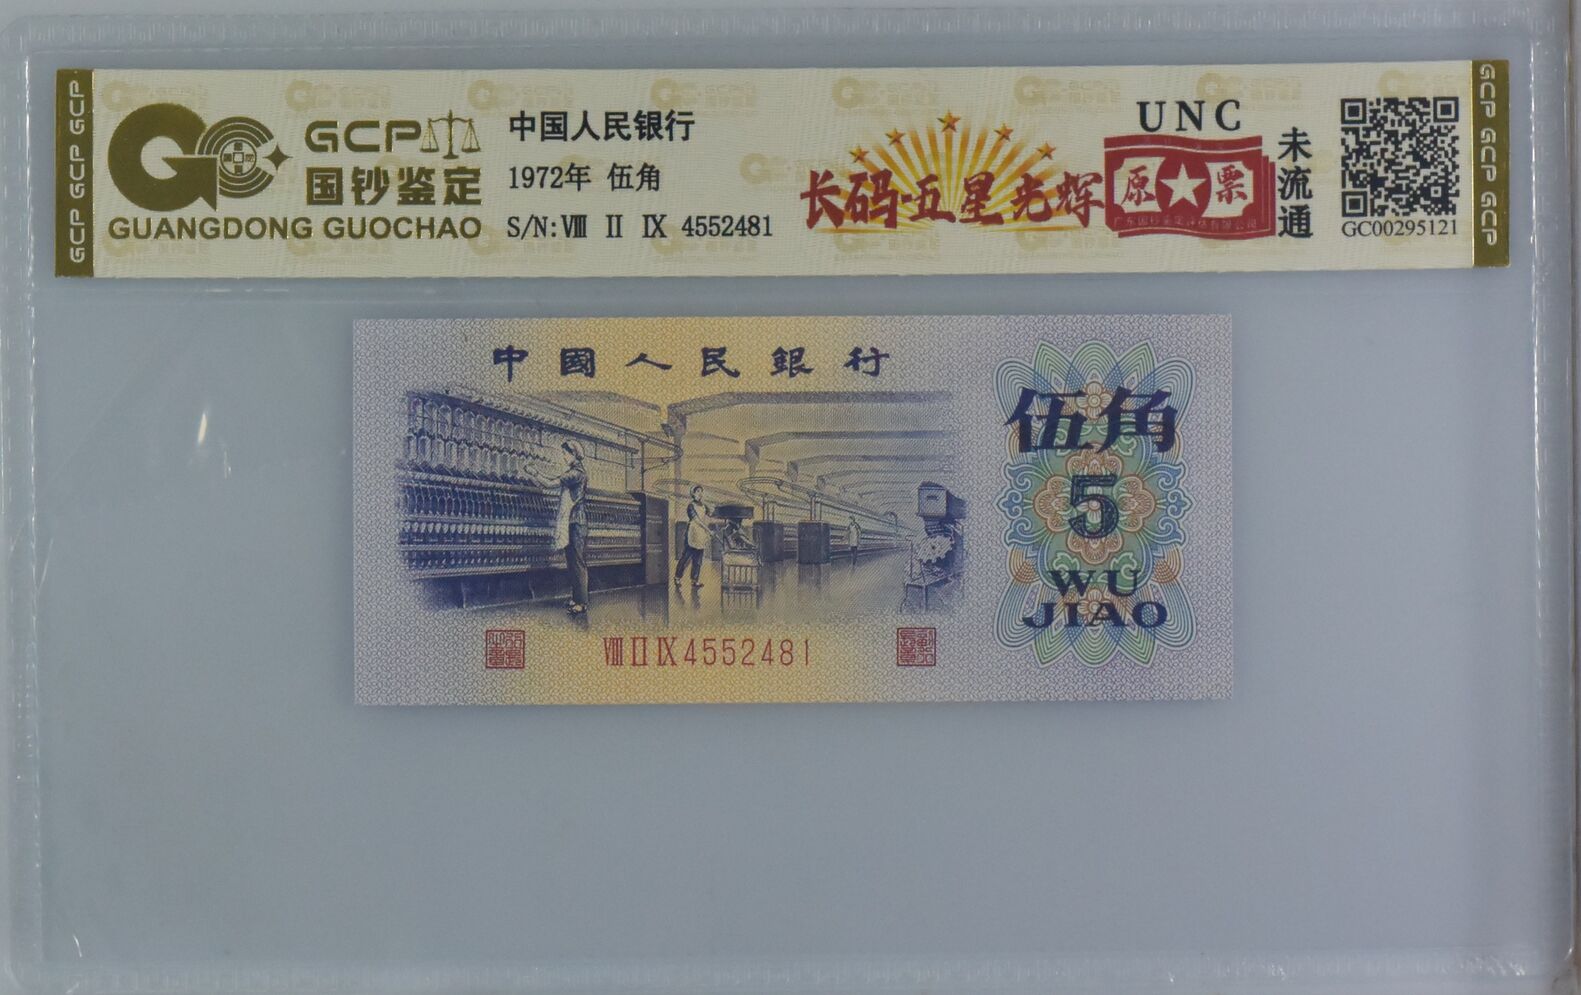 GCP GCP GCP
GCP
国钞鉴定
GUANGDONG GUOCHAO
中国人民银行
1972年 伍角
S/N:Ⅷ Ⅱ Ⅸ 4552481
长码·五星光辉
UNC
原票
未流通
GC00295121
GCP GCP GCP
中國人民銀行
伍角
5
WU
JIAO
ⅧⅡⅨ4552481